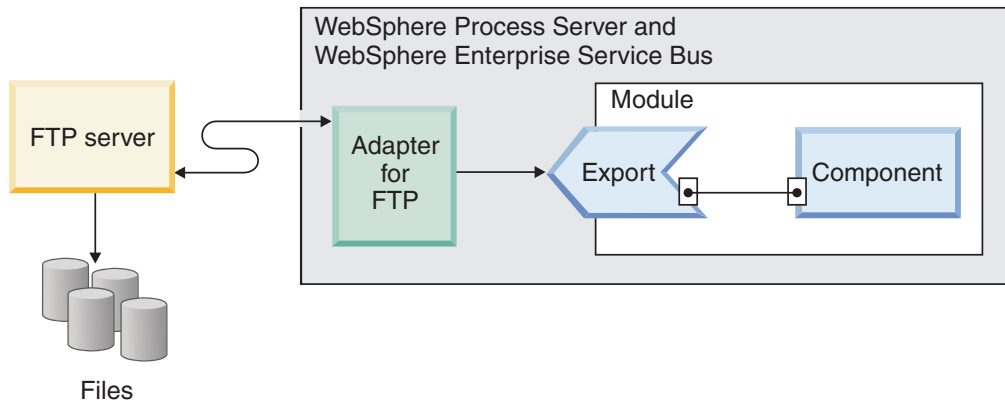 WebSphere Process Server and
WebSphere Enterprise Service Bus
Module
FTP server
Adapter
for
FTP
Export
Component
Files